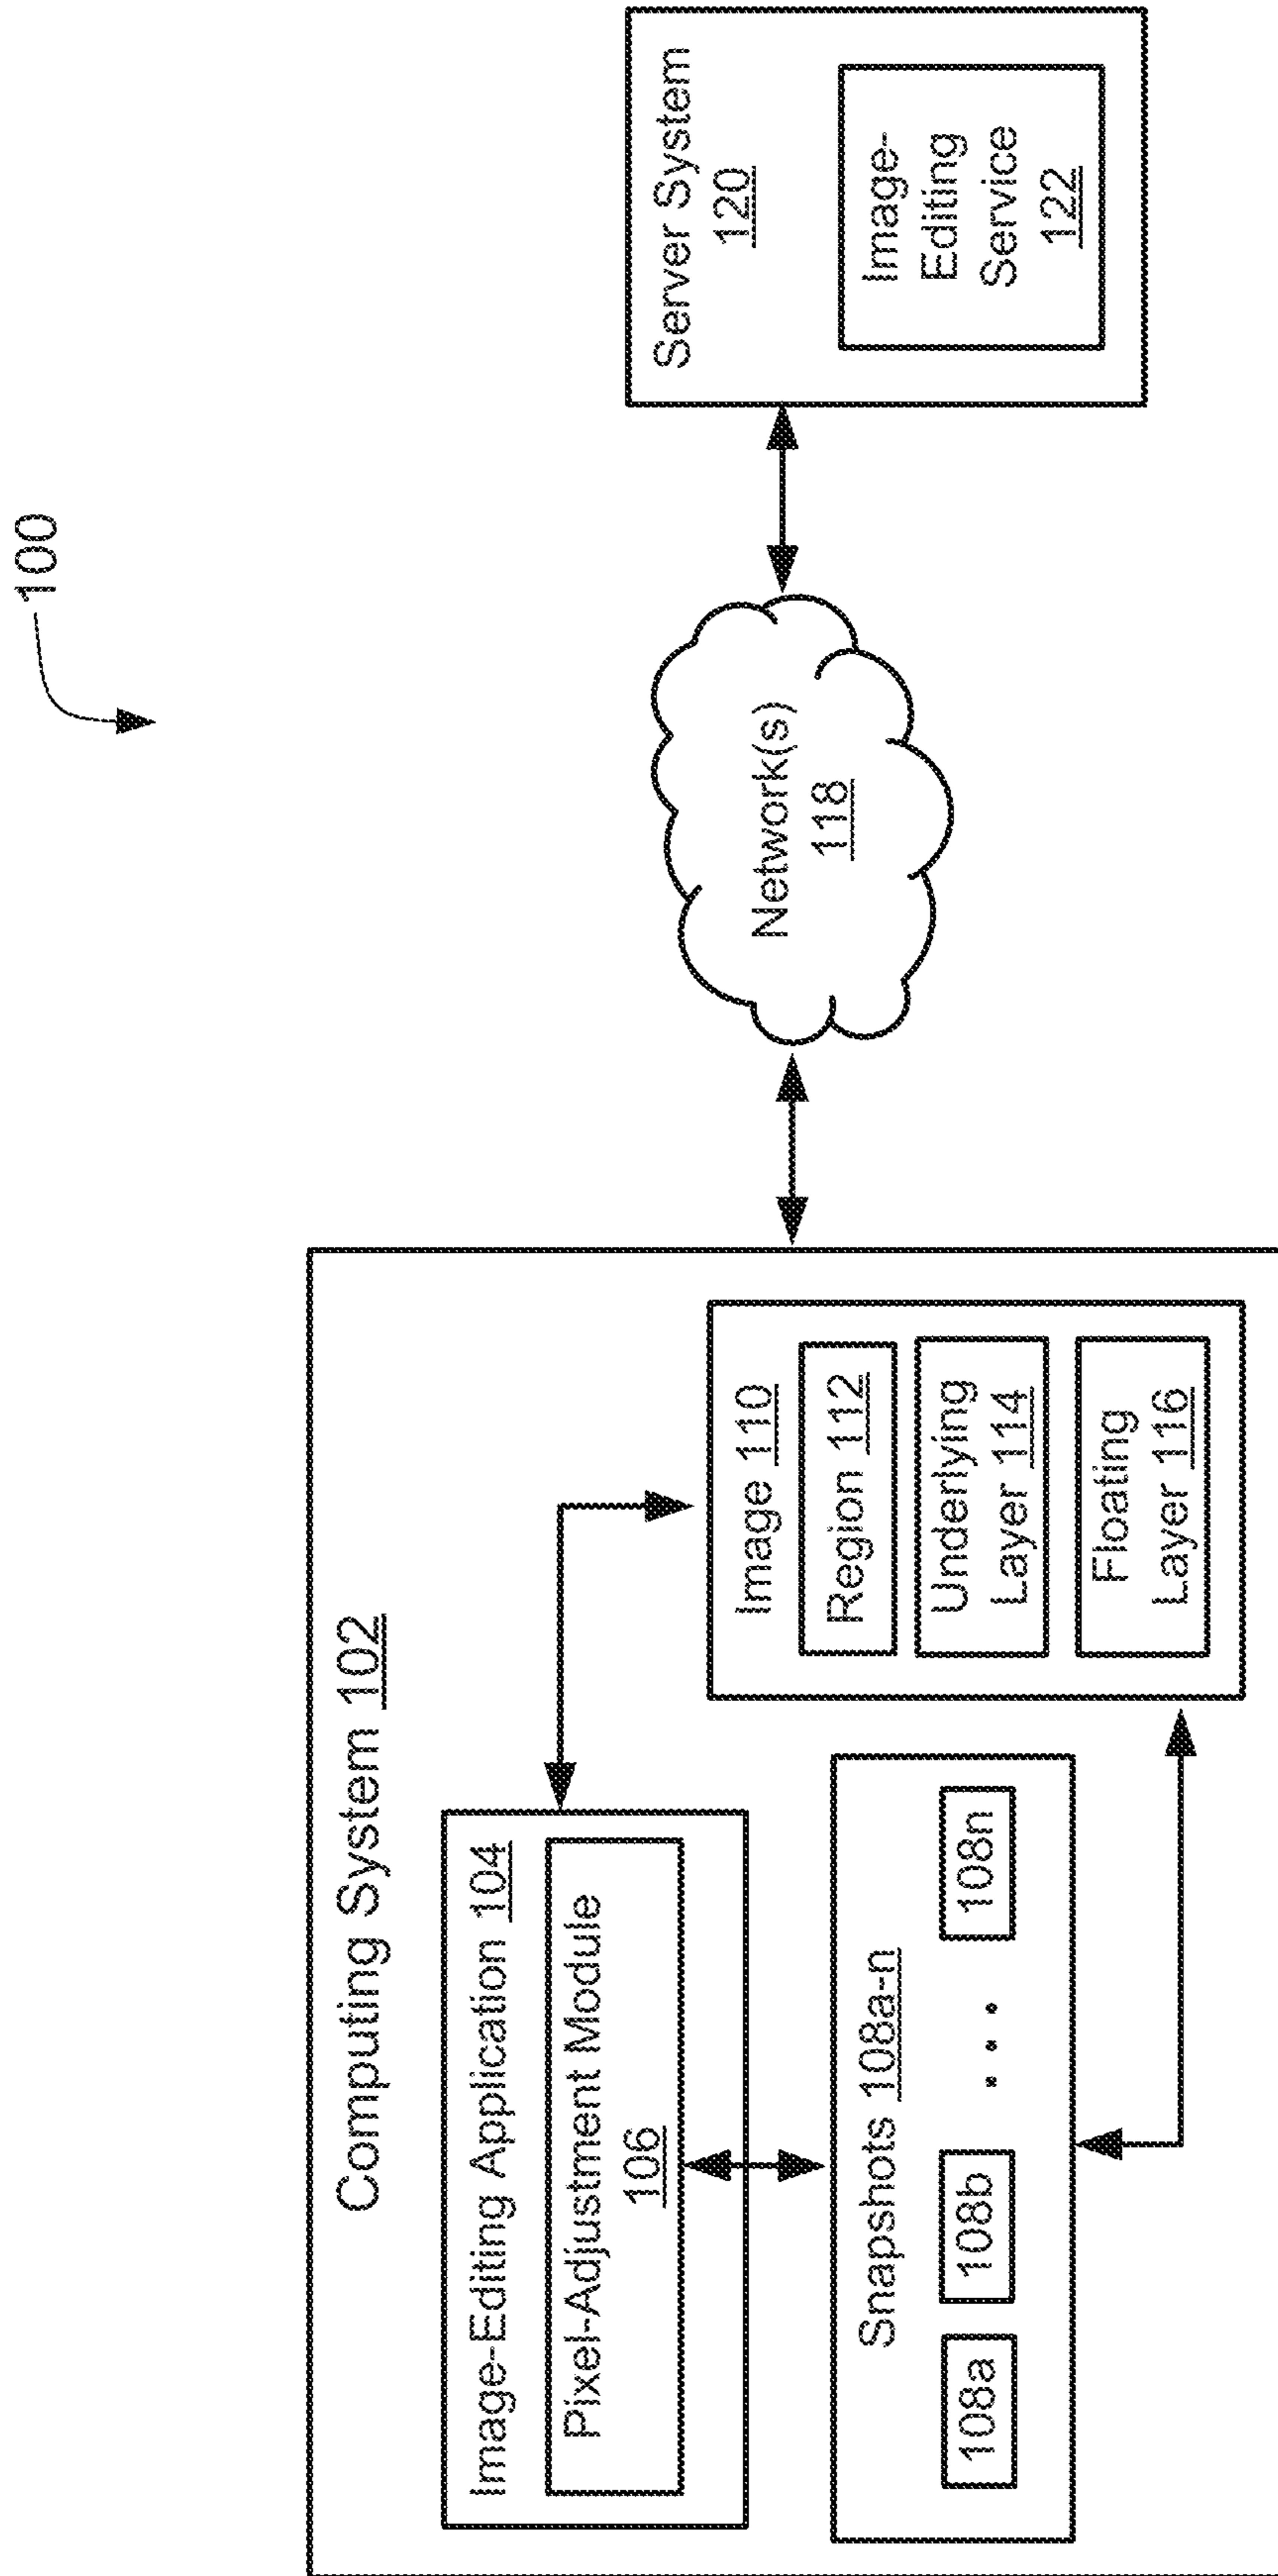 100
Computing System 102
Image-Editing Application 104
Pixel-Adjustment Module
106
Snapshots 108a-n
108a
108b
• • •
108n
Image 110
Region 112
Underlying
Layer 114
Floating
Layer 116
Network(s)
118
Server System
120
Image-
Editing
Service
122